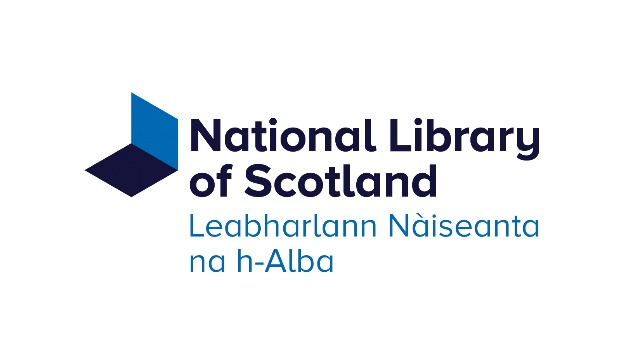 National Library
of Scotland
Leabharlann Nàiseanta
na h-Alba